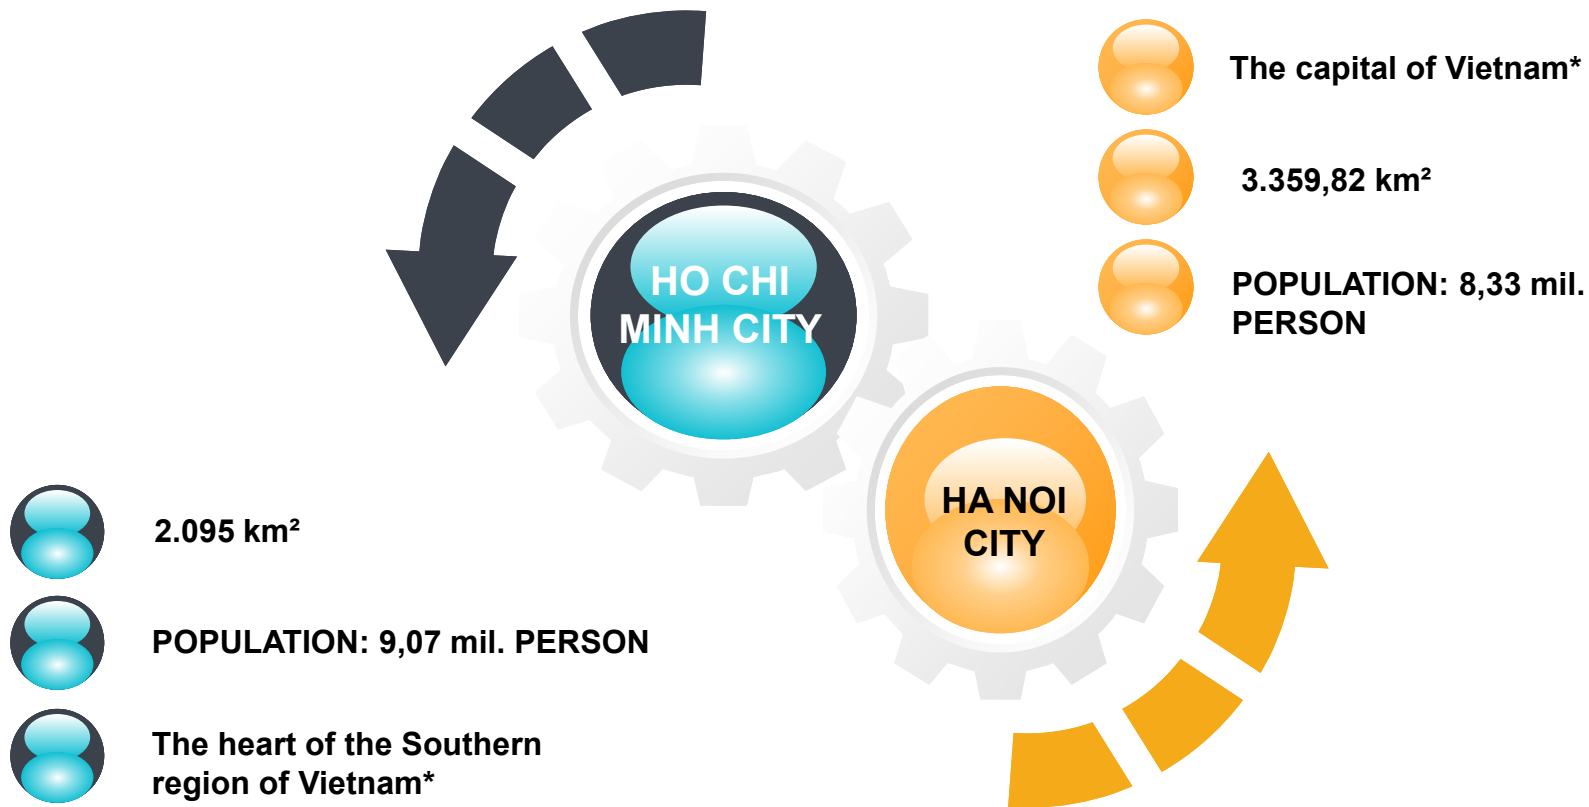 The capital of Vietnam*
3.359,82 km²
POPULATION: 8,33 mil.
PERSON
HO CHI
MINH CITY
HA NOI
CITY
2.095 km²
POPULATION: 9,07 mil. PERSON
The heart of the Southern
region of Vietnam*